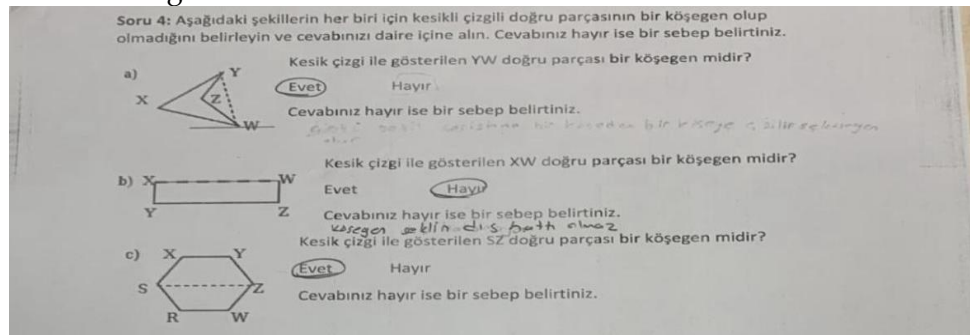 Soru 4: Aşağıdaki şekillerin her biri için kesikli çizgili doğru parçasının bir köşegen olup
olmadığını belirleyin ve cevabınızı daire içine alın. Cevabınız hayır ise bir sebep belirtiniz.
Kesik çizgi ile gösterilen YW doğru parçası bir köşegen midir?
a)
Y
Evet Hayır
X
Z
Cevabınız hayır ise bir sebep belirtiniz.
W
Kesik çizgi ile gösterilen XW doğru parçası bir köşegen midir?
b) X W
Evet Hayır
Y Z
Cevabınız hayır ise bir sebep belirtiniz.
köşegen şeklin dış olmaz
Kesik çizgi ile gösterilen SZ doğru parçası bir köşegen midir?
c) X Y
Evet Hayır
S Z
Cevabınız hayır ise bir sebep belirtiniz.
R W